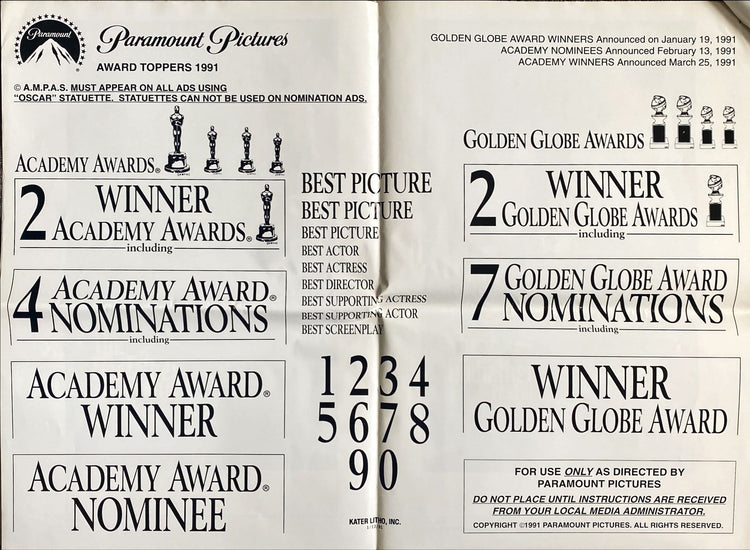 Paramount
Paramount Pictures
AWARD TOPPERS 1991
© A.M.P.A.S. MUST APPEAR ON ALL ADS USING
"OSCAR" STATUETTE. STATUETTES CAN NOT BE USED ON NOMINATION ADS.
GOLDEN GLOBE AWARD WINNERS Announced on January 19, 1991
ACADEMY NOMINEES Announced February 13, 1991
ACADEMY WINNERS Announced March 25, 1991
ACADEMY AWARDS®
2 WINNER
ACADEMY AWARDS®
including
4 ACADEMY AWARD®
NOMINATIONS
including
ACADEMY AWARD®
WINNER
ACADEMY AWARD®
NOMINEE
BEST PICTURE
BEST PICTURE
BEST PICTURE
BEST ACTOR
BEST ACTRESS
BEST DIRECTOR
BEST SUPPORTING ACTRESS
BEST SUPPORTING ACTOR
BEST SCREENPLAY
1 2 3 4
5 6 7 8
9 0
KATER LITHO, INC.
GOLDEN GLOBE AWARDS
2 WINNER
GOLDEN GLOBE AWARDS
including
7 GOLDEN GLOBE AWARD
NOMINATIONS
including
WINNER
GOLDEN GLOBE AWARD
FOR USE ONLY AS DIRECTED BY
PARAMOUNT PICTURES
DO NOT PLACE UNTIL INSTRUCTIONS ARE RECEIVED
FROM YOUR LOCAL MEDIA ADMINISTRATOR.
COPYRIGHT ©1991 PARAMOUNT PICTURES. ALL RIGHTS RESERVED.